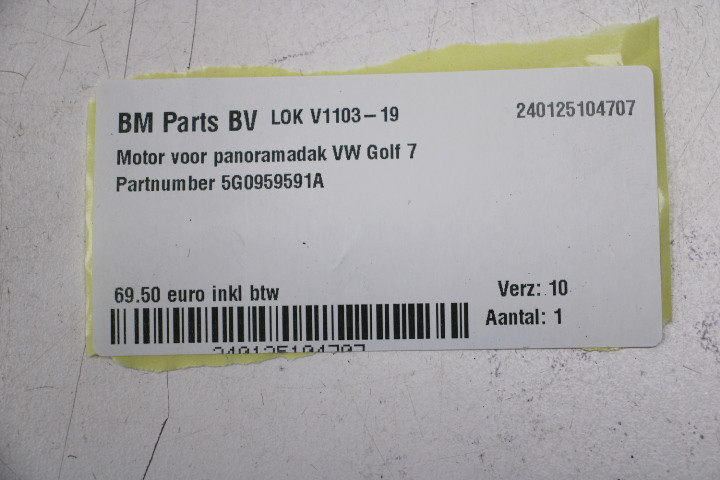 BM Parts BV LOK V1103-19 240125104707
Motor voor panoramadak VW Golf 7
Partnumber 5G0959591A
69.50 euro inkl btw Verz: 10
Aantal: 1
240125104707